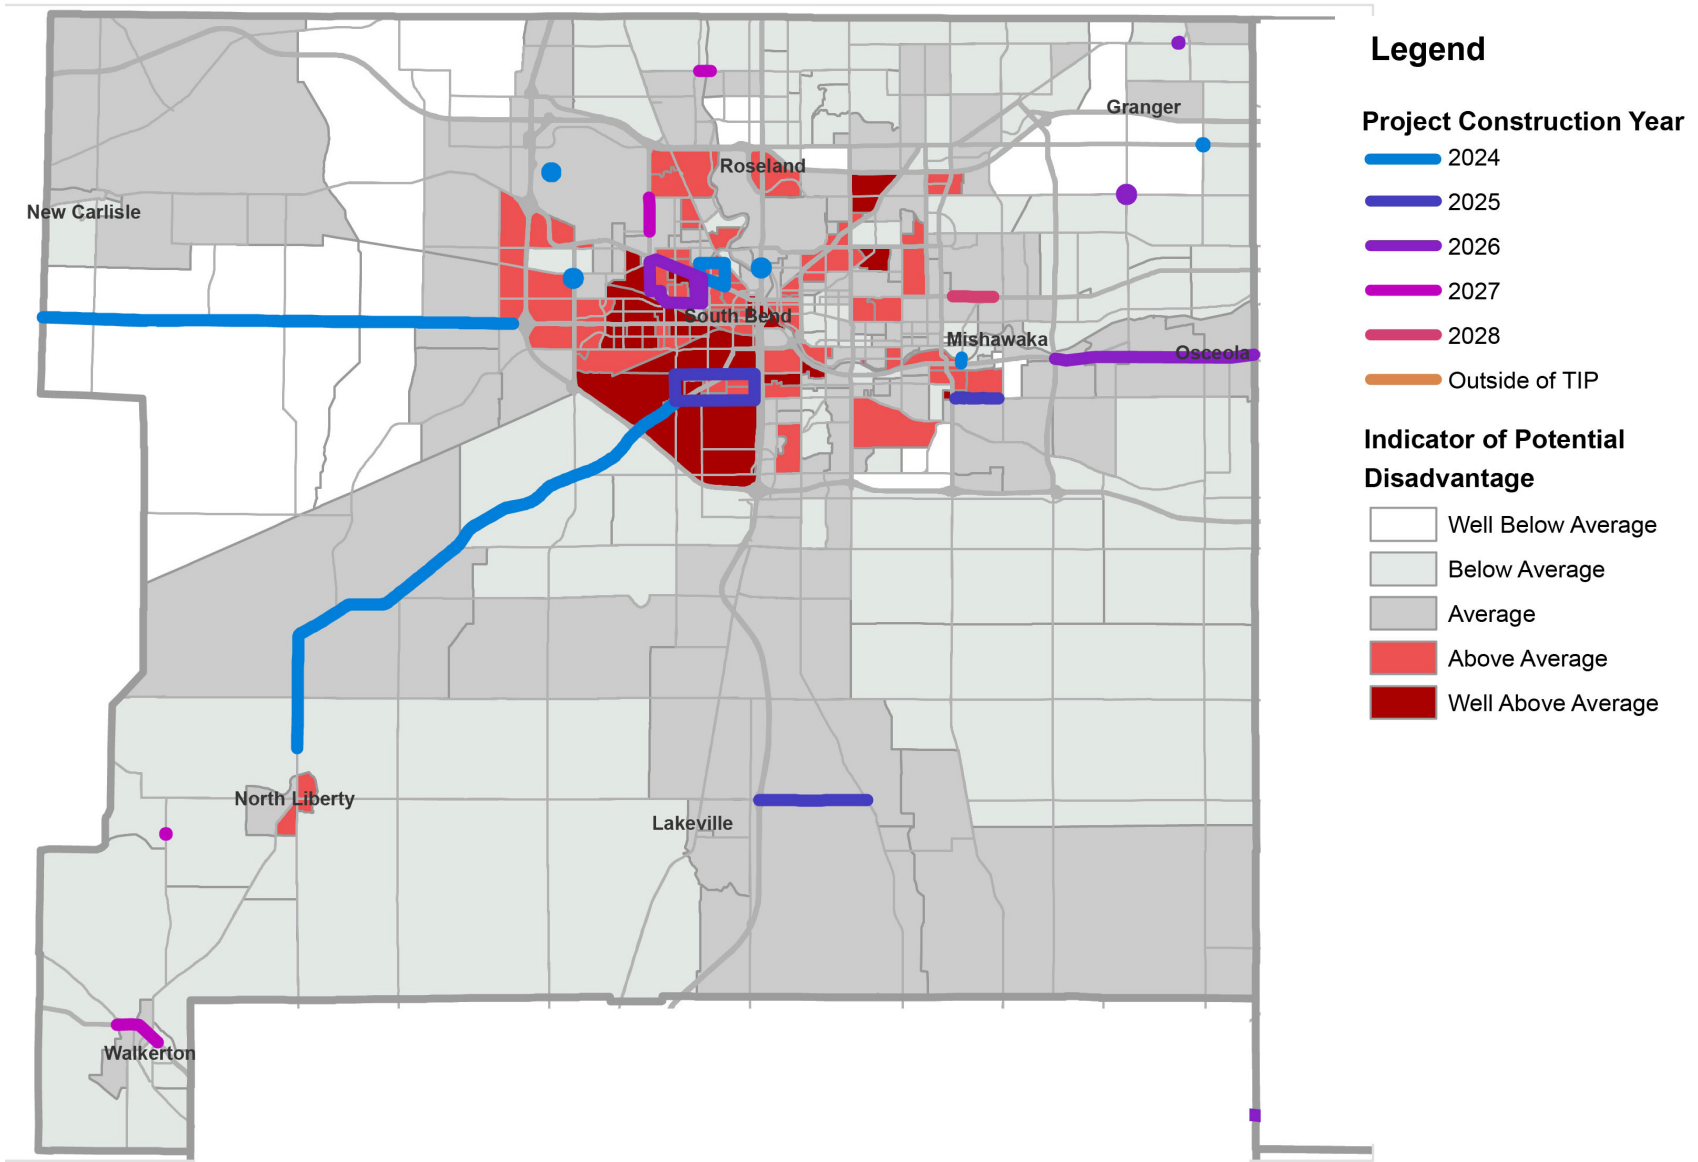 Legend
Project Construction Year
2024
2025
2026
2027
2028
Outside of TIP
Indicator of Potential
Disadvantage
Well Below Average
Below Average
Average
Above Average
Well Above Average
Granger
Roseland
New Carlisle
South Bend
Mishawaka
Osceola
North Liberty
Lakeville
Walkerton